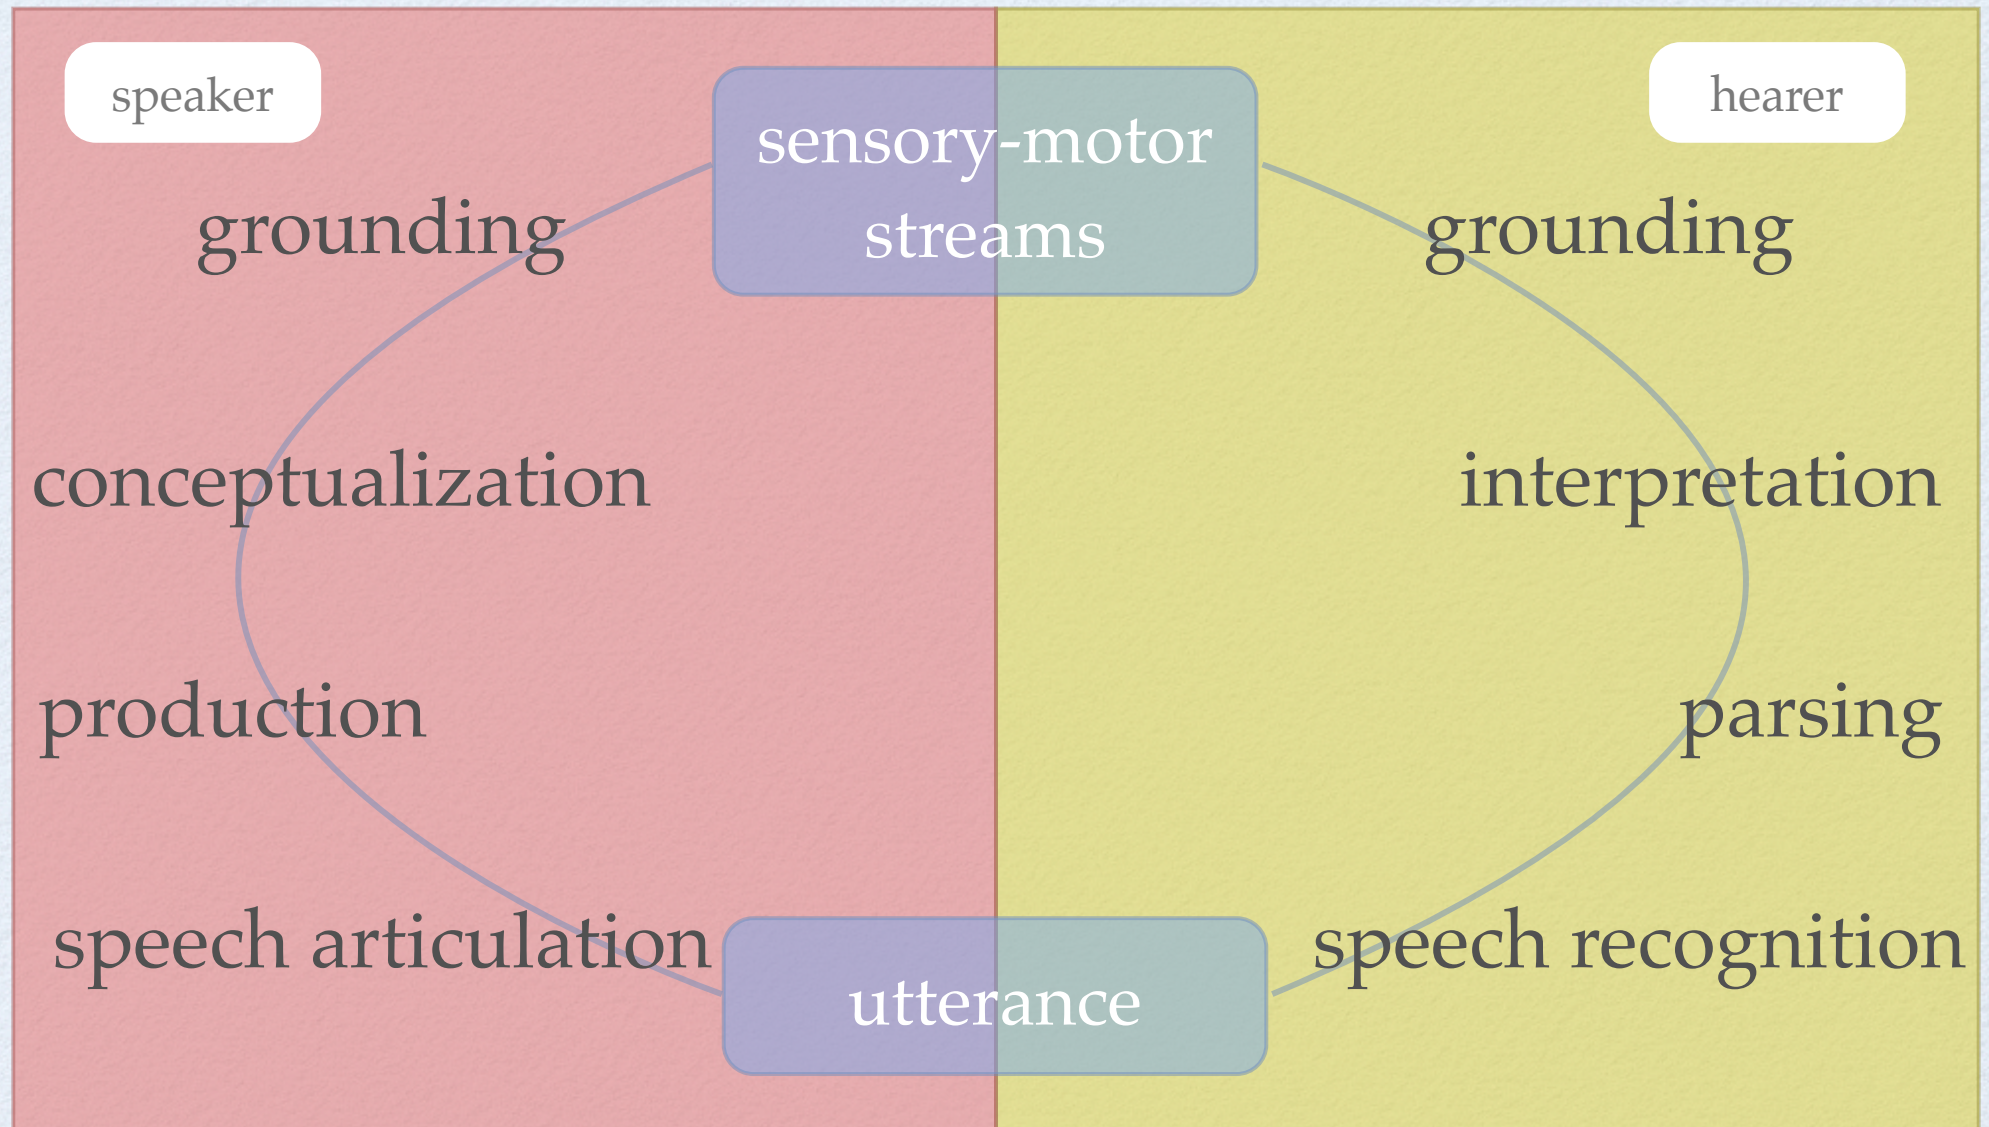 speaker
hearer
sensory-motor
streams
grounding
grounding
conceptualization
interpretation
production
parsing
speech articulation
speech recognition
utterance